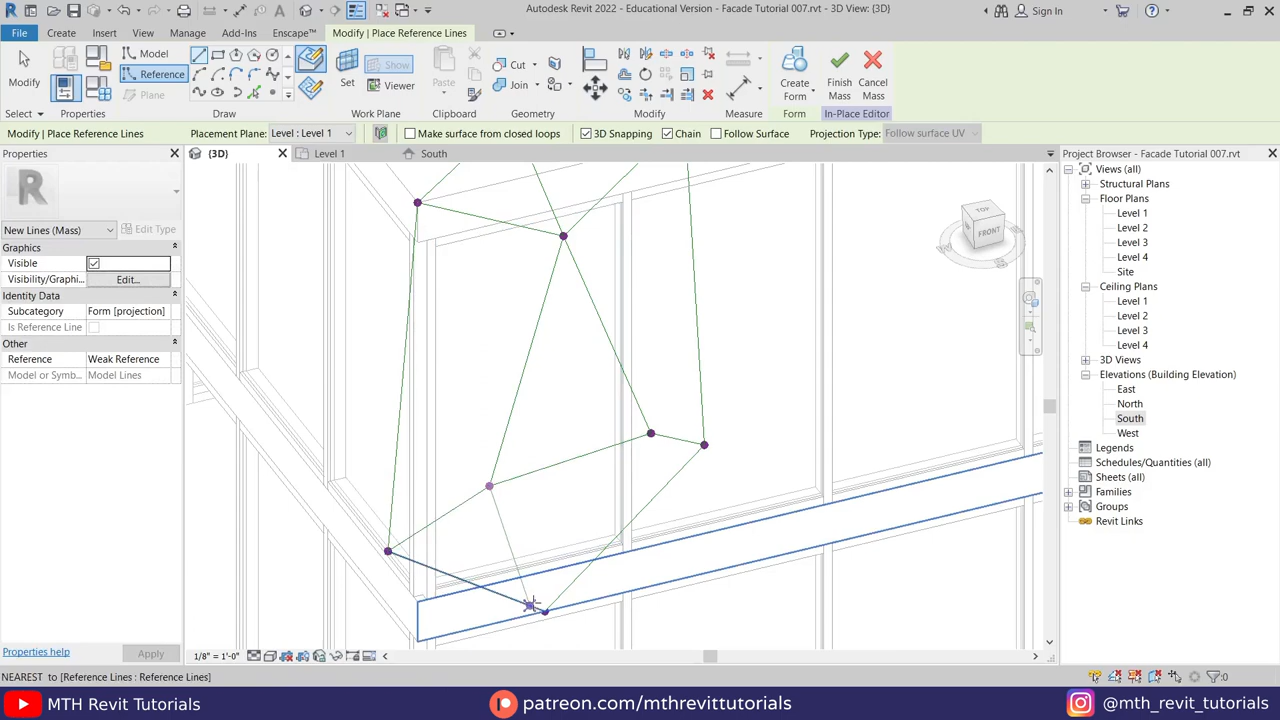 Autodesk Revit 2022 - Educational Version - Facade Tutorial 007.rvt - 3D View: {3D}
Sign In
File
Create
Insert
View
Manage
Add-Ins
Enscape™
Modify | Place Reference Lines
Modify
Model
Reference
Plane
Set
Show
Viewer
Paste
Cut
Join
Create Form
Finish Mass
Cancel Mass
Select
Properties
Draw
Work Plane
Clipboard
Geometry
Modify
Measure
Form
In-Place Editor
Modify | Place Reference Lines
Placement Plane:
Level : Level 1
Make surface from closed loops
3D Snapping
Chain
Follow Surface
Projection Type:
Follow surface UV
Properties
New Lines (Mass)
Edit Type
Graphics
Visible
Visibility/Graphi...
Edit...
Identity Data
Subcategory
Form [projection]
Is Reference Line
Other
Reference
Weak Reference
Model or Symb...
Model Lines
Properties help
Apply
(3D)
Level 1
South
TOP
FRONT
1/8" = 1'-0"
Project Browser - Facade Tutorial 007.rvt
Views (all)
Structural Plans
Floor Plans
Level 1
Level 2
Level 3
Level 4
Site
Ceiling Plans
Level 1
Level 2
Level 3
Level 4
3D Views
Elevations (Building Elevation)
East
North
South
West
Legends
Schedules/Quantities (all)
Sheets (all)
Families
Groups
Revit Links
NEAREST to [Reference Lines : Reference Lines]
:0
MTH Revit Tutorials
patreon.com/mthrevittutorials
@mth_revit_tutorials